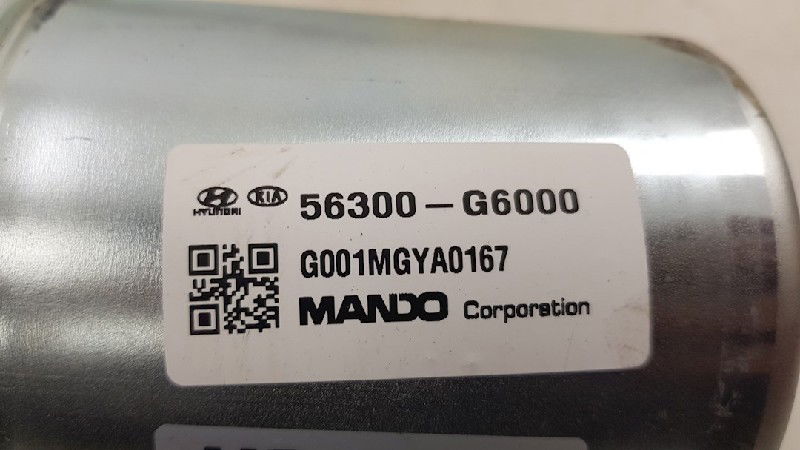 HYUNDAI KIA 56300-G6000
G001MGYA0167
MANDO Corporation